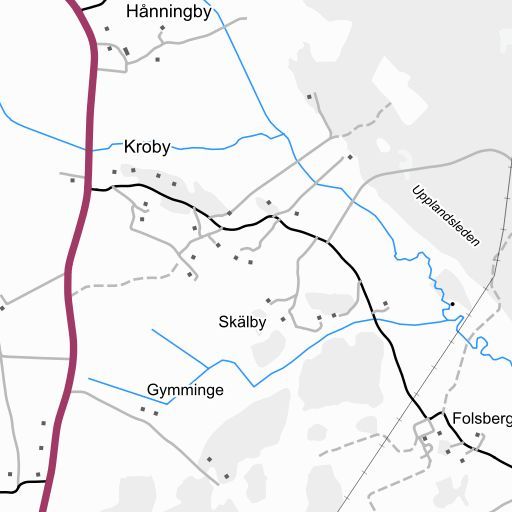 Hånningby
Kroby
Upplandsleden
Skälby
Gymminge
Folsberg